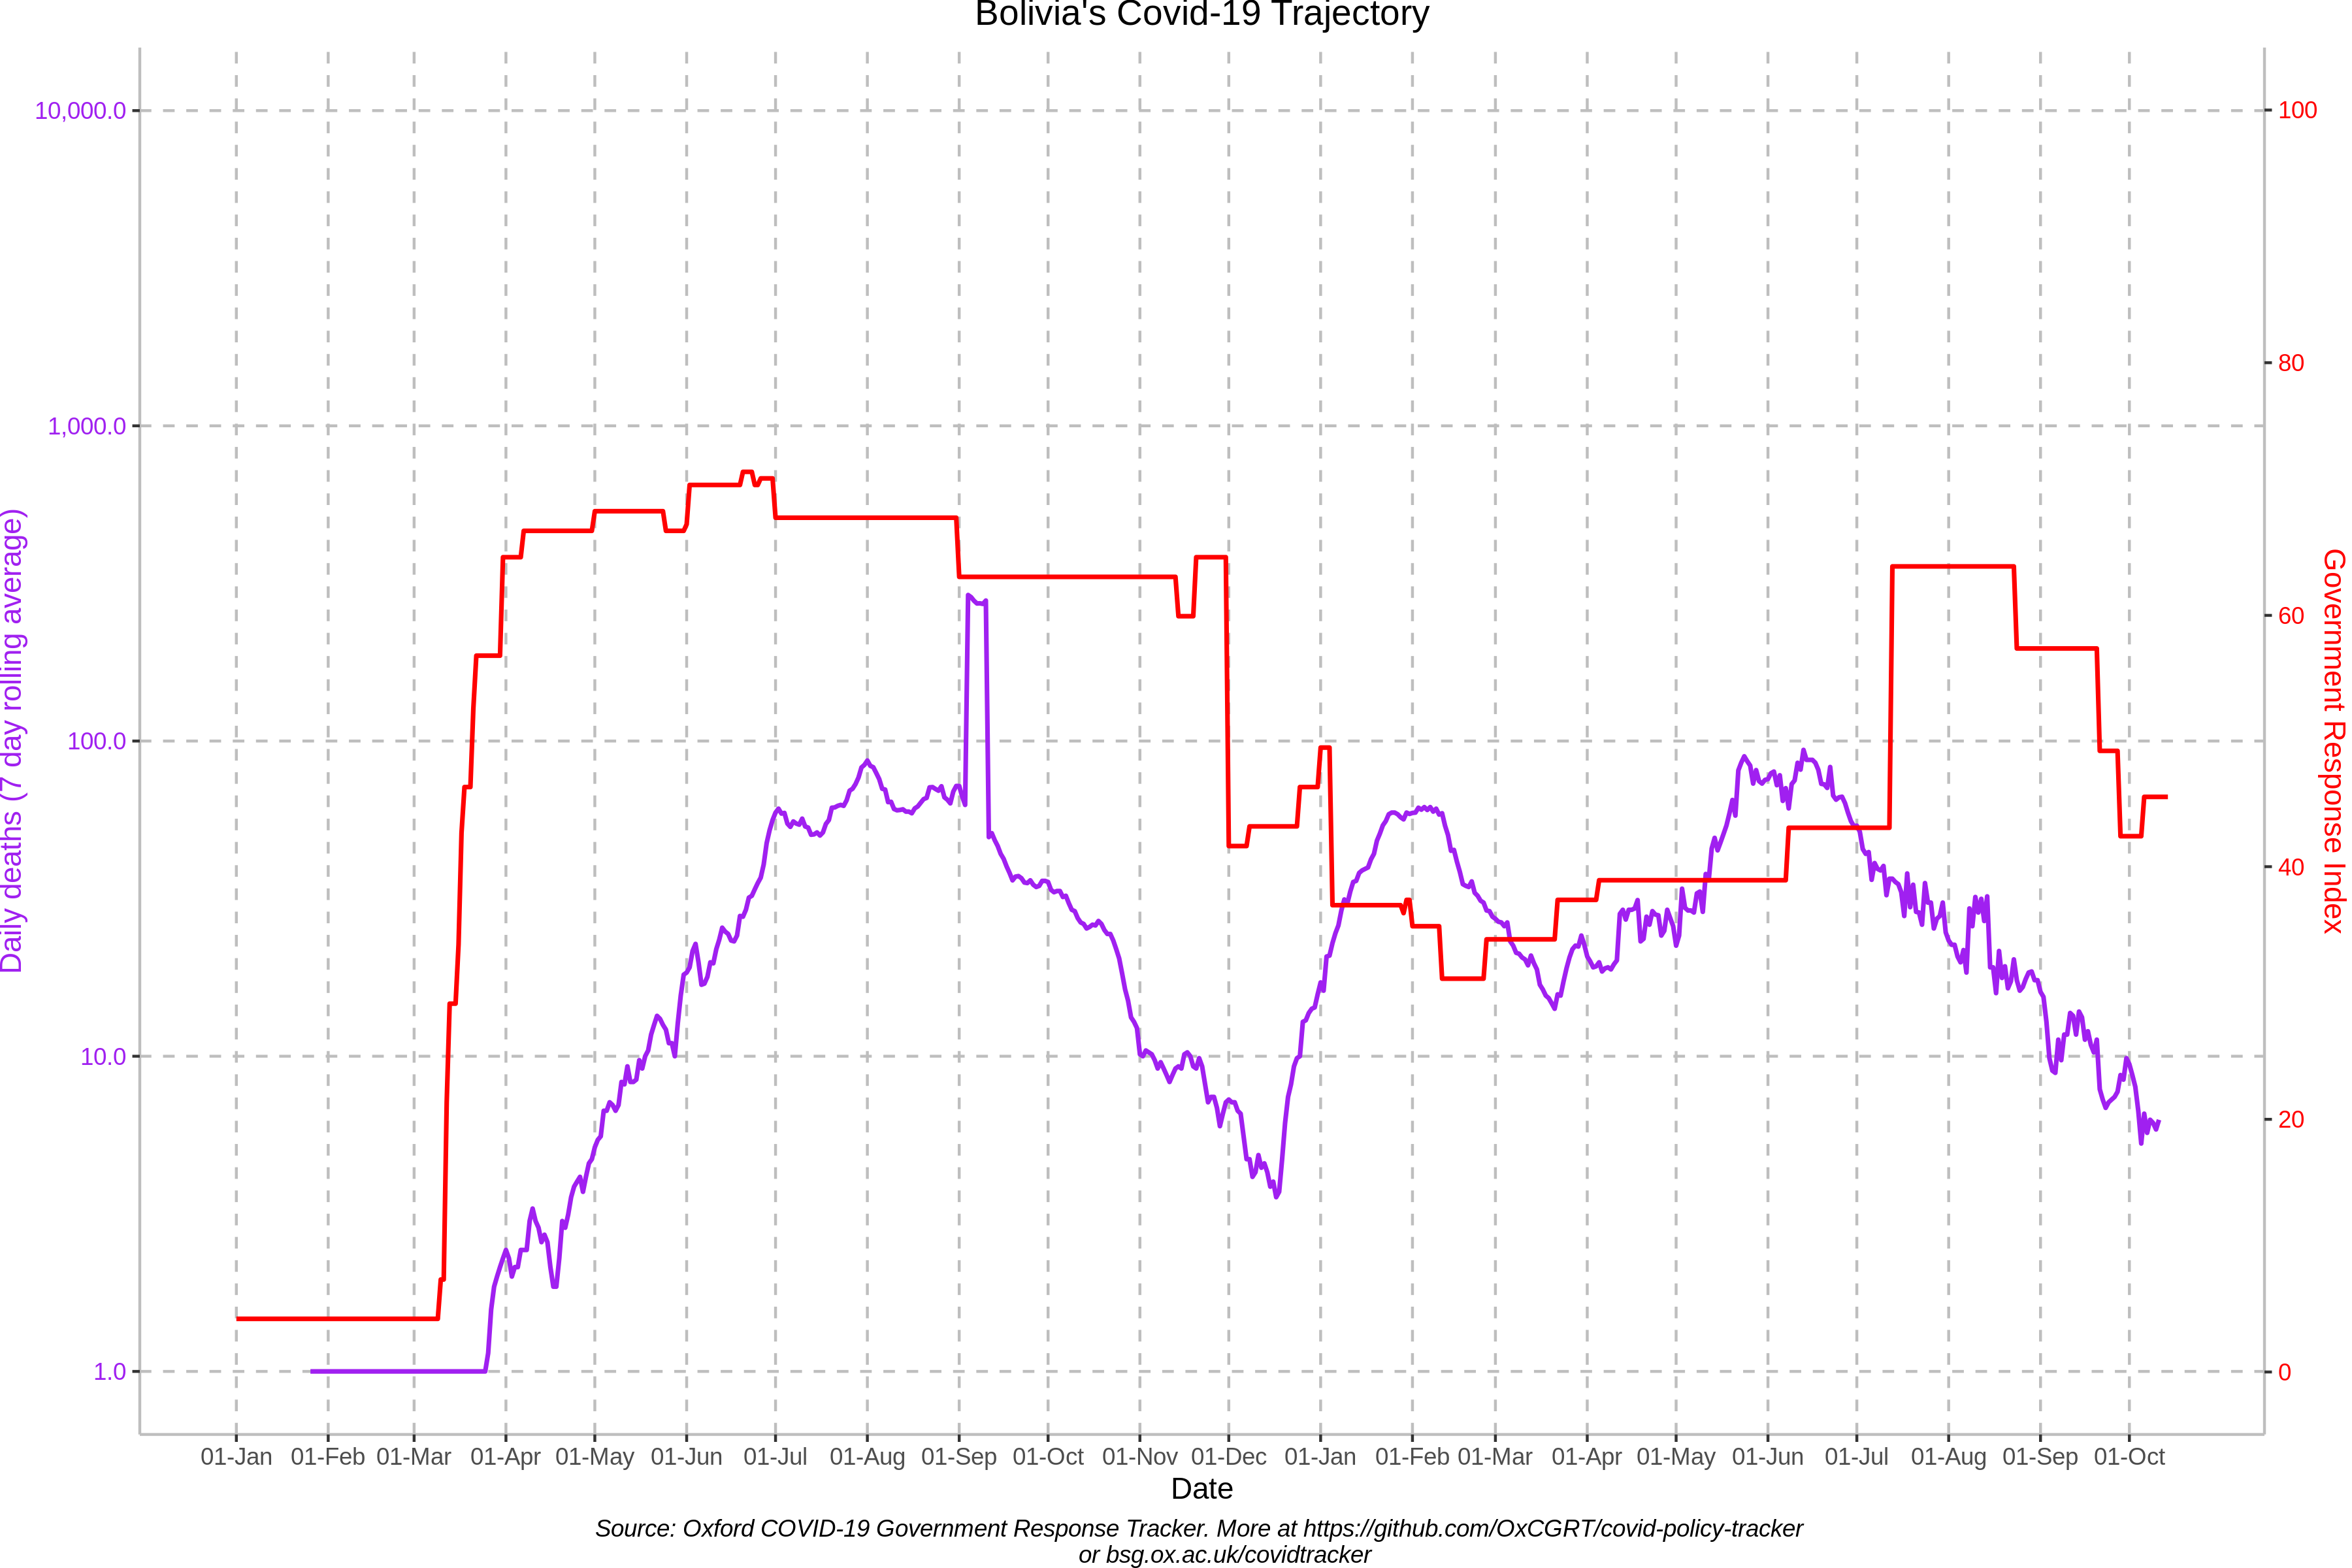 Bolivia's Covid-19 Trajectory
10,000.0
1,000.0
100.0
10.0
1.0
Daily deaths (7 day rolling average)
100
80
60
40
20
0
Government Response Index
01-Jan 01-Feb 01-Mar 01-Apr 01-May 01-Jun 01-Jul 01-Aug 01-Sep 01-Oct 01-Nov 01-Dec 01-Jan 01-Feb 01-Mar 01-Apr 01-May 01-Jun 01-Jul 01-Aug 01-Sep 01-Oct
Date
Source: Oxford COVID-19 Government Response Tracker. More at https://github.com/OxCGRT/covid-policy-tracker
or bsg.ox.ac.uk/covidtracker